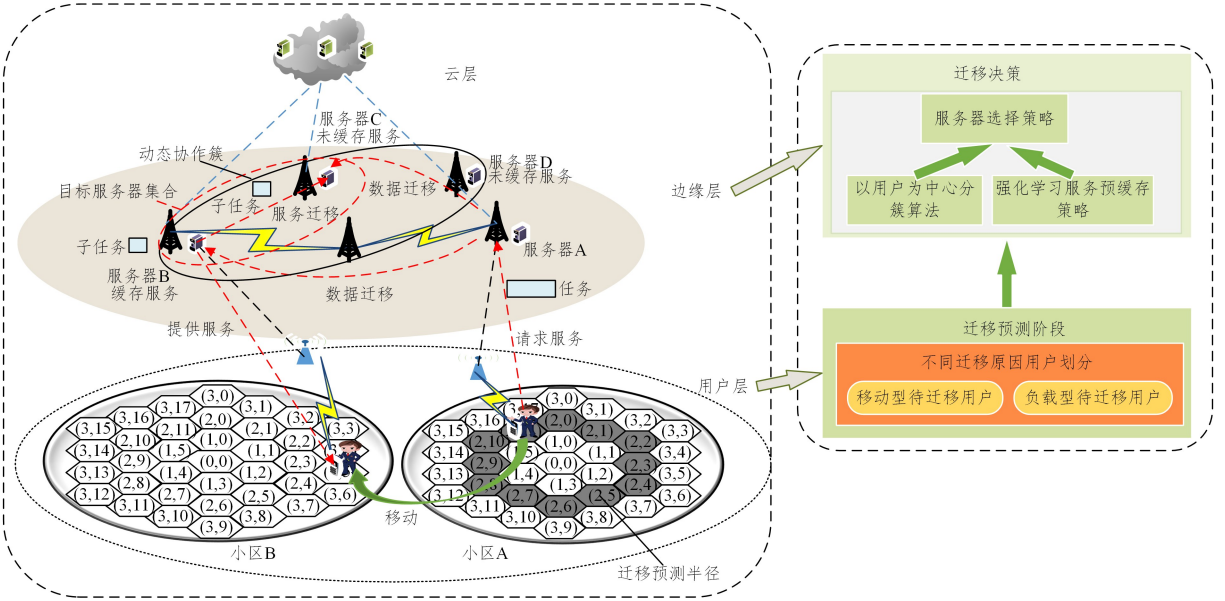 云层
服务器C
未缓存服务
动态协作簇
服务器D
未缓存服务
目标服务器集合
子任务
数据迁移
服务迁移
子任务
服务器A
服务器B
缓存服务
数据迁移
任务
提供服务
请求服务
边缘层
用户层
(3,0)
(3,17) (3,1)
(3,16) (2,0) (3,2)
(3,15) (2,11) (2,1) (3,3)
(2,10) (1,0) (2,2)
(3,14) (1,5) (1,1)
(2,9) (0,0) (2,3)
(3,13) (1,4) (1,2)
(2,8) (1,3) (2,4)
(3,12) (2,7) (2,5) (3,6)
(3,11) (2,6) (3,7)
(3,10) (3,8)
(3,9)
小区B
(3,0)
(3,1)
(3,16) (2,0) (3,2)
(3,15) (2,1) (3,3)
(2,10) (1,0) (2,2)
(3,14) (1,1) (3,4)
(2,9) (0,0) (2,3)
(3,13) (1,4) (1,2) (3,5)
(1,3) (2,4)
(3,12) (2,7) (2,5) (3,6)
(3,11) (2,6) (3,7)
(3,10) (3,8)
(3,9)
移动
小区A
迁移预测半径
迁移决策
服务器选择策略
以用户为中心分
簇算法
强化学习服务预缓存
策略
迁移预测阶段
不同迁移原因用户划分
移动型待迁移用户
负载型待迁移用户